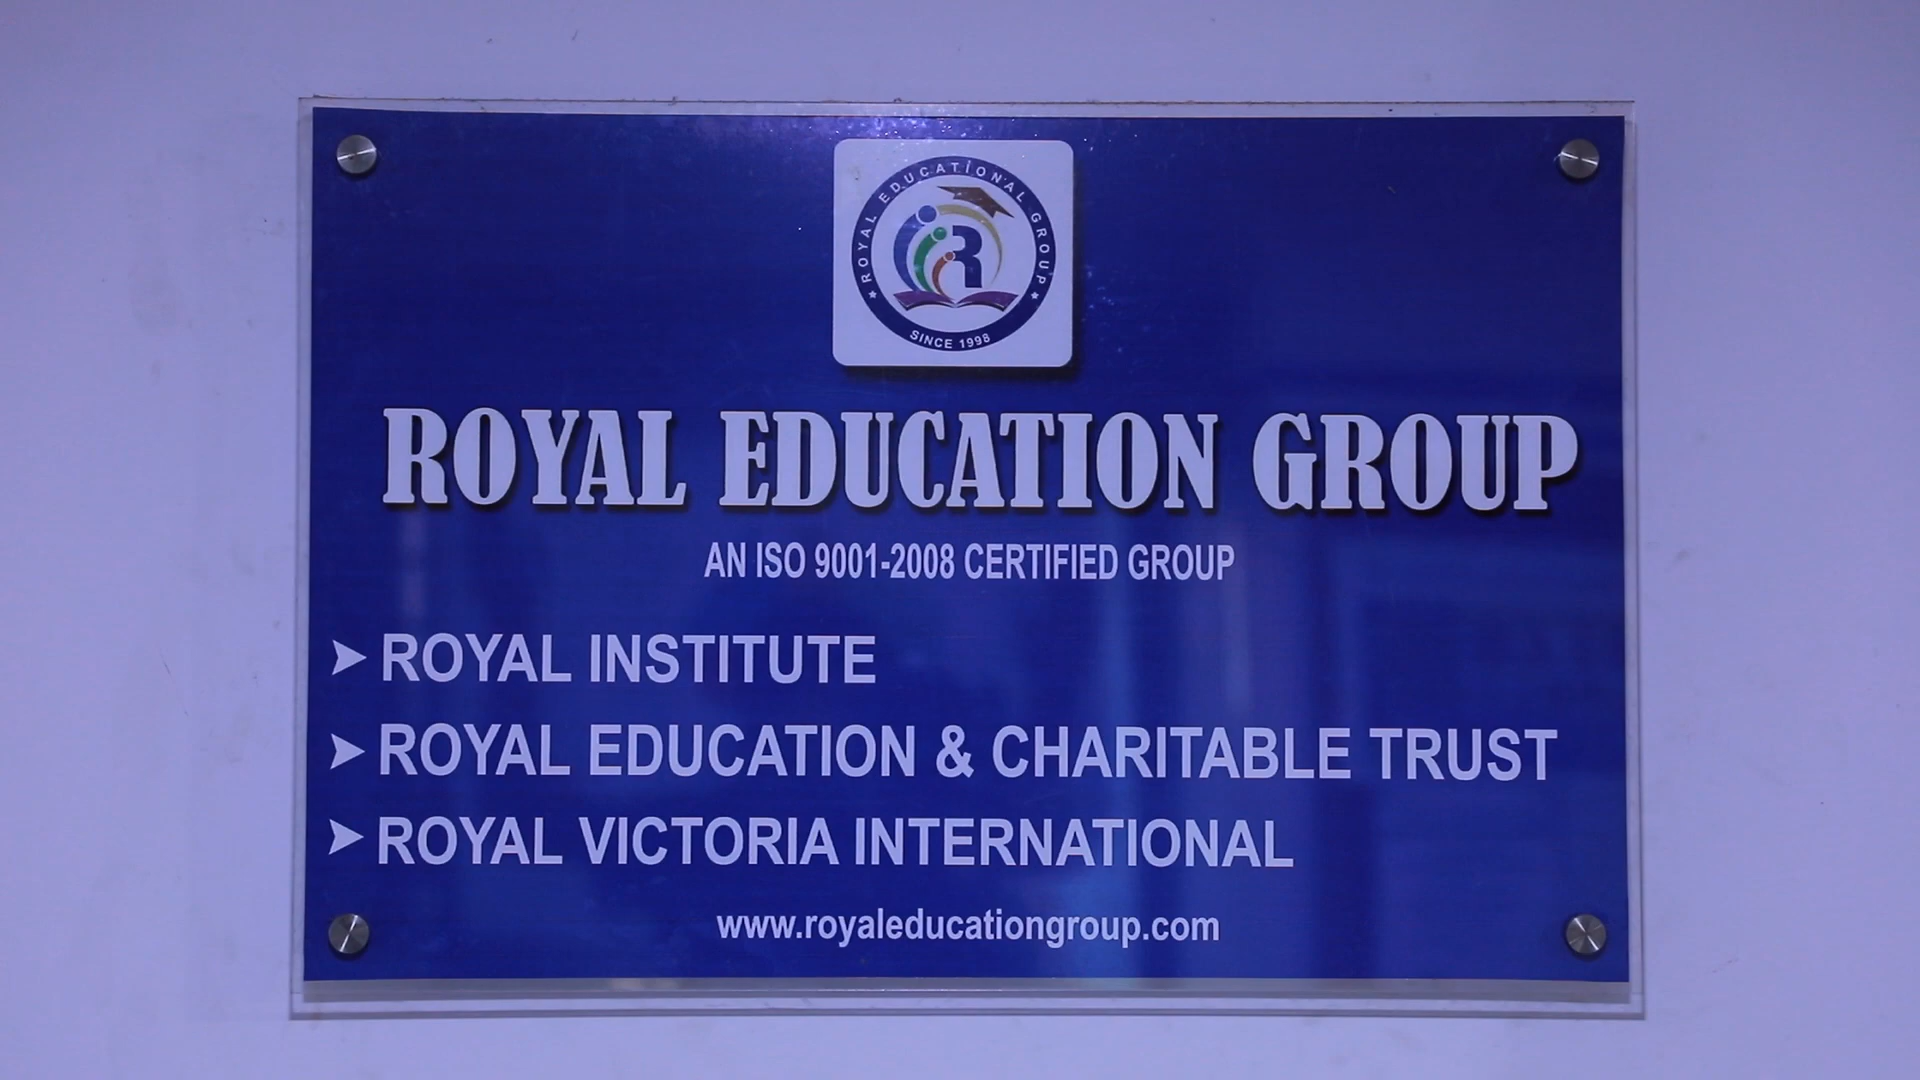 ROYAL EDUCATIONAL GROUP
R
SINCE 1998
ROYAL EDUCATION GROUP
AN ISO 9001-2008 CERTIFIED GROUP
➤ ROYAL INSTITUTE
➤ ROYAL EDUCATION & CHARITABLE TRUST
➤ ROYAL VICTORIA INTERNATIONAL
www.royaleducationgroup.com